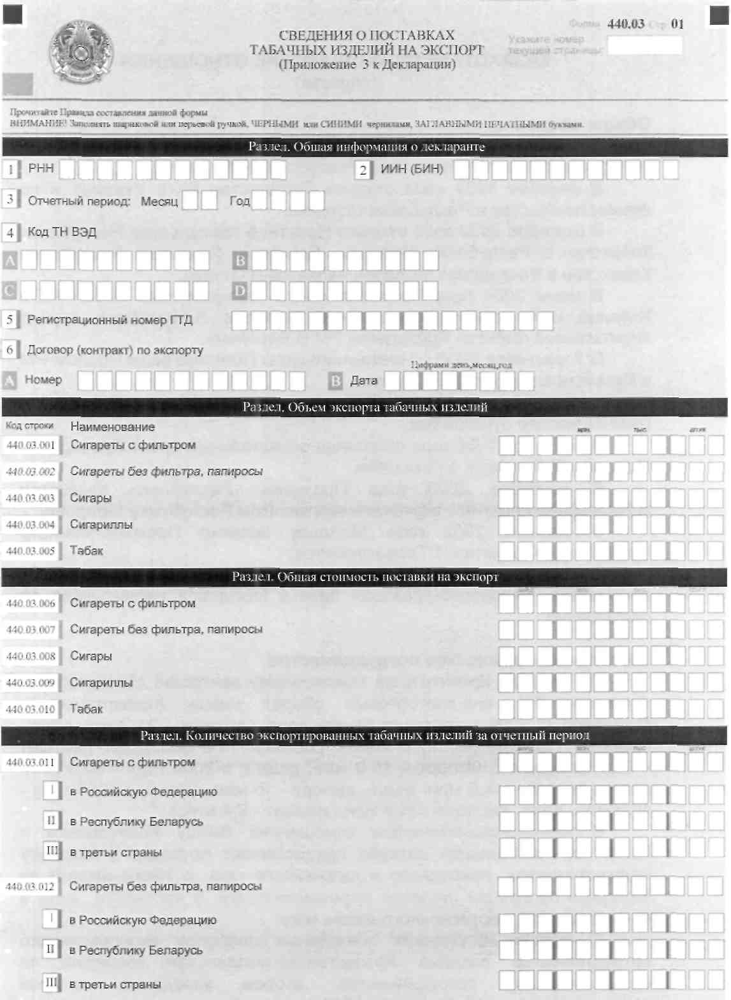 Форма 440.03 Стр 01
СВЕДЕНИЯ О ПОСТАВКАХ
ТАБАЧНЫХ ИЗДЕЛИЙ НА ЭКСПОРТ
(Приложение 3 к Декларации)
Укажите номер
текущей страницы:
Прочитайте Правила составления данной формы
ВНИМАНИЕ! Заполнять шариковой или перьевой ручкой, ЧЕРНЫМИ или СИНИМИ чернилами, ЗАГЛАВНЫМИ ПЕЧАТНЫМИ буквами.
Раздел. Общая информация о декларанте
1 РНН 2 ИИН (БИН)
3 Отчетный период: Месяц Год
4 Код ТН ВЭД
A B
C D
5 Регистрационный номер ГТД
6 Договор (контракт) по экспорту
Цифрами день,месяц,год
A Номер B Дата
Раздел. Объем экспорта табачных изделий
Код строки Наименование млн. тыс. штук
440.03.001 Сигареты с фильтром
440.03.002 Сигареты без фильтра, папиросы
440.03.003 Сигары
440.03.004 Сигариллы
440.03.005 Табак
Раздел. Общая стоимость поставки на экспорт
440.03.006 Сигареты с фильтром
440.03.007 Сигареты без фильтра, папиросы
440.03.008 Сигары
440.03.009 Сигариллы
440.03.010 Табак
Раздел. Количество экспортированных табачных изделий за отчетный период
млрд. млн. тыс. штук
440.03.011 Сигареты с фильтром
I в Российскую Федерацию
II в Республику Беларусь
III в третьи страны
440.03.012 Сигареты без фильтра, папиросы
I в Российскую Федерацию
II в Республику Беларусь
III в третьи страны